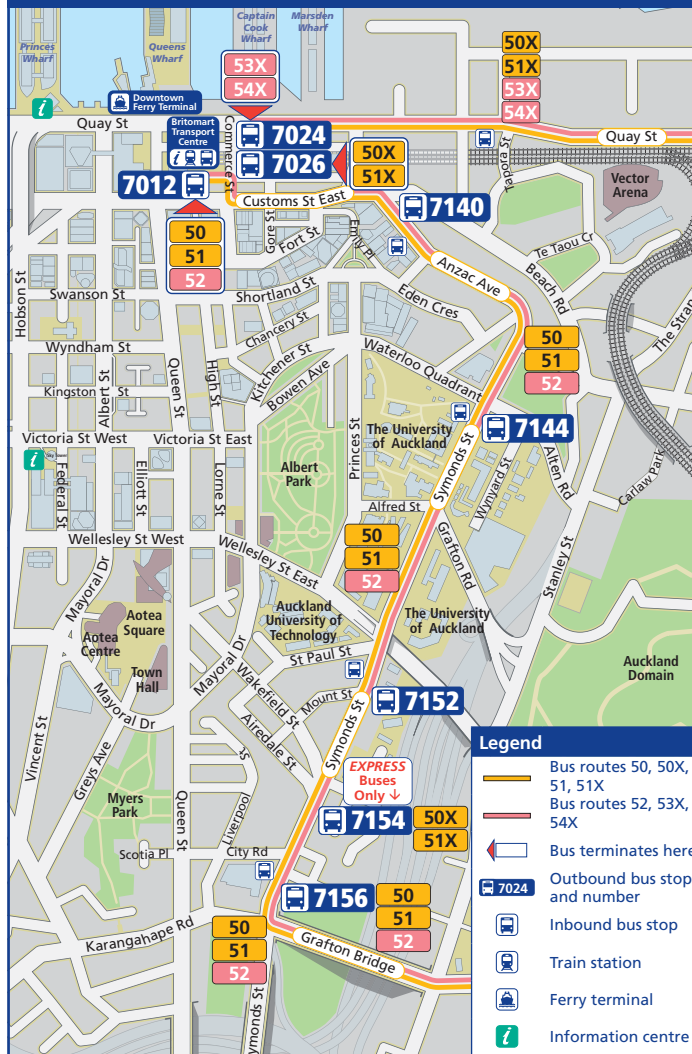 Princes
Wharf
Queens
Wharf
Captain
Cook
Wharf
Marsden
Wharf
53X
54X
50X
51X
53X
54X
Downtown
Ferry Terminal
Quay St
Britomart
Transport
Centre
Commerce St
7024
7026
50X
51X
Tapora St
Quay St
7012
Customs St East
7140
Vector
Arena
50
51
52
Gore St
Fort St
Emily Pl
Te Taou Cr
Anzac Ave
Beach Rd
Hobson St
Swanson St
Shortland St
Eden Cres
The Stran
Chancery St
50
51
52
Wyndham St
Kitchener St
Bowen Ave
Waterloo Quadrant
Albert St
Queen St
High St
Kingston St
Princes St
7144
The University
of Auckland
Victoria St West
Victoria St East
Symonds St
Wynyard St
Alten Rd
Carlaw Park
Federal St
Elliott St
Lorne St
Albert
Park
Alfred St
Grafton Rd
Stanley St
Wellesley St West
Wellesley St East
50
51
52
Mayoral Dr
Aotea
Square
Aotea
Centre
Auckland
University of
Technology
The University
of Auckland
Town
Hall
Mayoral Dr
St Paul St
Auckland
Domain
Mayoral Dr
Wakefield St
Mount St
7152
Vincent St
Greys Ave
Airedale St
Symonds St
EXPRESS
Buses
Only ↓
7154
50X
51X
Myers
Park
Queen St
Liverpool
St
Scotia Pl
City Rd
7156
50
51
52
Karangahape Rd
50
51
52
Grafton Bridge
ymonds St
Legend
Bus routes 50, 50X,
51, 51X
Bus routes 52, 53X,
54X
Bus terminates here
7024
Outbound bus stop
and number
Inbound bus stop
Train station
Ferry terminal
Information centre